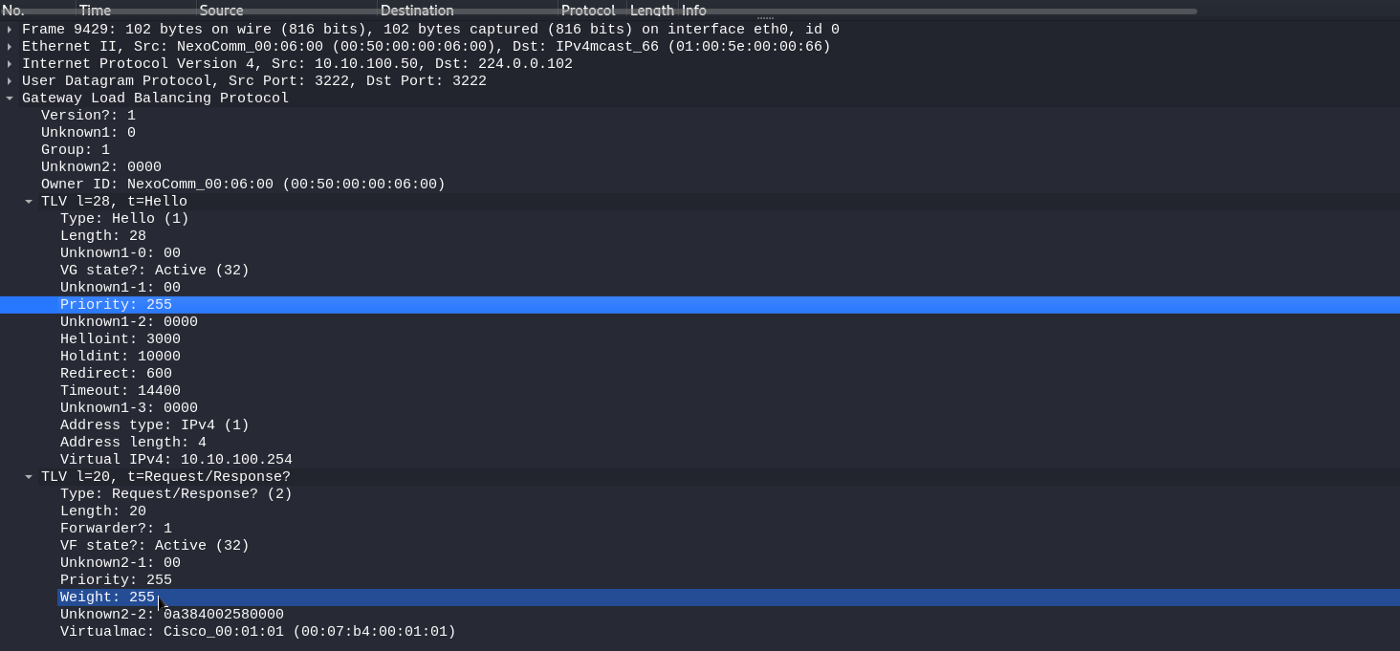 No. Time Source Destination Protocol Length Info
Frame 9429: 102 bytes on wire (816 bits), 102 bytes captured (816 bits) on interface eth0, id 0
Ethernet II, Src: NexoComm_00:06:00 (00:50:00:00:06:00), Dst: IPv4mcast_66 (01:00:5e:00:00:66)
Internet Protocol Version 4, Src: 10.10.100.50, Dst: 224.0.0.102
User Datagram Protocol, Src Port: 3222, Dst Port: 3222
Gateway Load Balancing Protocol
Version?: 1
Unknown1: 0
Group: 1
Unknown2: 0000
Owner ID: NexoComm_00:06:00 (00:50:00:00:06:00)
TLV l=28, t=Hello
Type: Hello (1)
Length: 28
Unknown1-0: 00
VG state?: Active (32)
Unknown1-1: 00
Priority: 255
Unknown1-2: 0000
Helloint: 3000
Holdint: 10000
Redirect: 600
Timeout: 14400
Unknown1-3: 0000
Address type: IPv4 (1)
Address length: 4
Virtual IPv4: 10.10.100.254
TLV l=20, t=Request/Response?
Type: Request/Response? (2)
Length: 20
Forwarder?: 1
VF state?: Active (32)
Unknown2-1: 00
Priority: 255
Weight: 255
Unknown2-2: 0a384002580000
Virtualmac: Cisco_00:01:01 (00:07:b4:00:01:01)